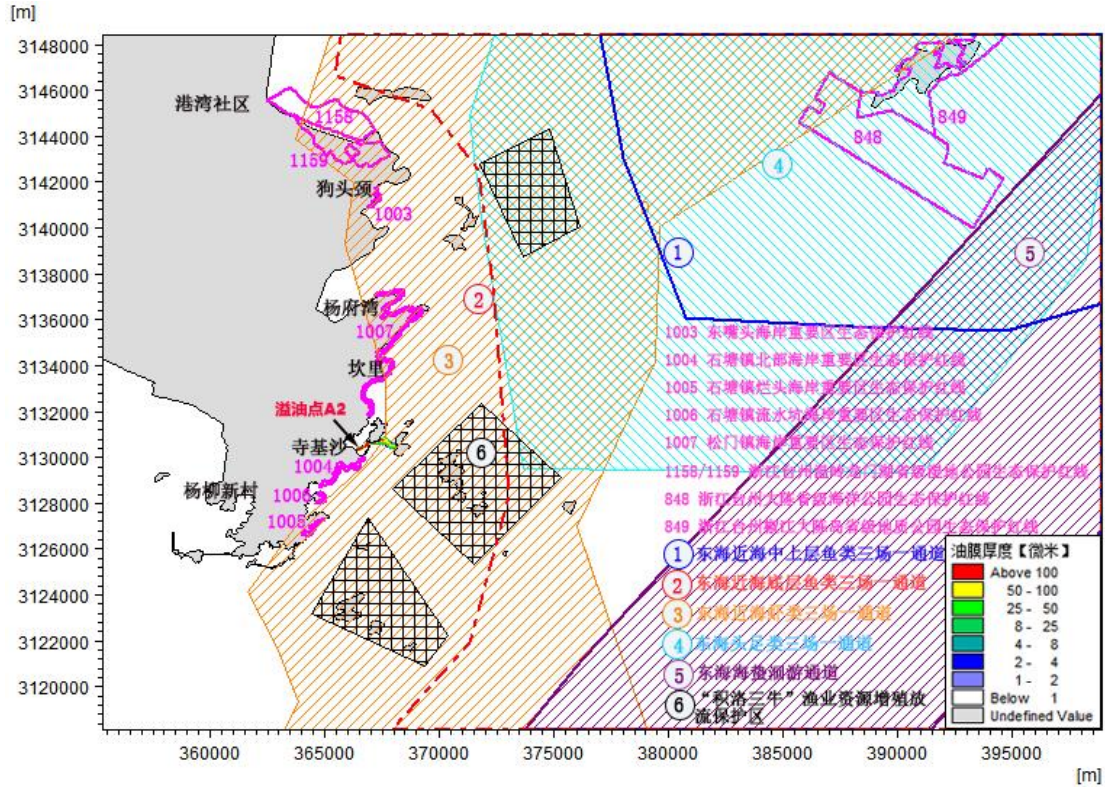 [m]
3148000
3146000
3144000
3142000
3140000
3138000
3136000
3134000
3132000
3130000
3128000
3126000
3124000
3122000
3120000
港湾社区
1158
1159
狗头颈
1003
848
849
4
1
5
2
杨府湾
1007
3
坎里
溢油点A2
寺基沙
1004
6
杨柳新村
1006
1005
1003 东嘴头海岸重要区生态保护红线
1004 石塘镇北部海岸重要区生态保护红线
1005 石塘镇烂头海岸重要区生态保护红线
1006 石塘镇流水坑海岸重要区生态保护红线
1007 松门镇海岸重要区生态保护红线
1158/1159 浙江台州温岭龙门湖省级湿地公园生态保护红线
848 浙江台州大陈省级海洋公园生态保护红线
849 浙江台州椒江大陈岛省级地质公园生态保护红线
1 东海近海中上层鱼类三场一通道
2 东海近海底层鱼类三场一通道
3 东海近海虾类三场一通道
4 东海头足类三场一通道
5 东海海蜇洄游通道
6 “积洛三牛”渔业资源增殖放
流保护区
油膜厚度【微米】
Above 100
50 - 100
25 - 50
8 - 25
4 - 8
2 - 4
1 - 2
Below 1
Undefined Value
360000 365000 370000 375000 380000 385000 390000 395000
[m]